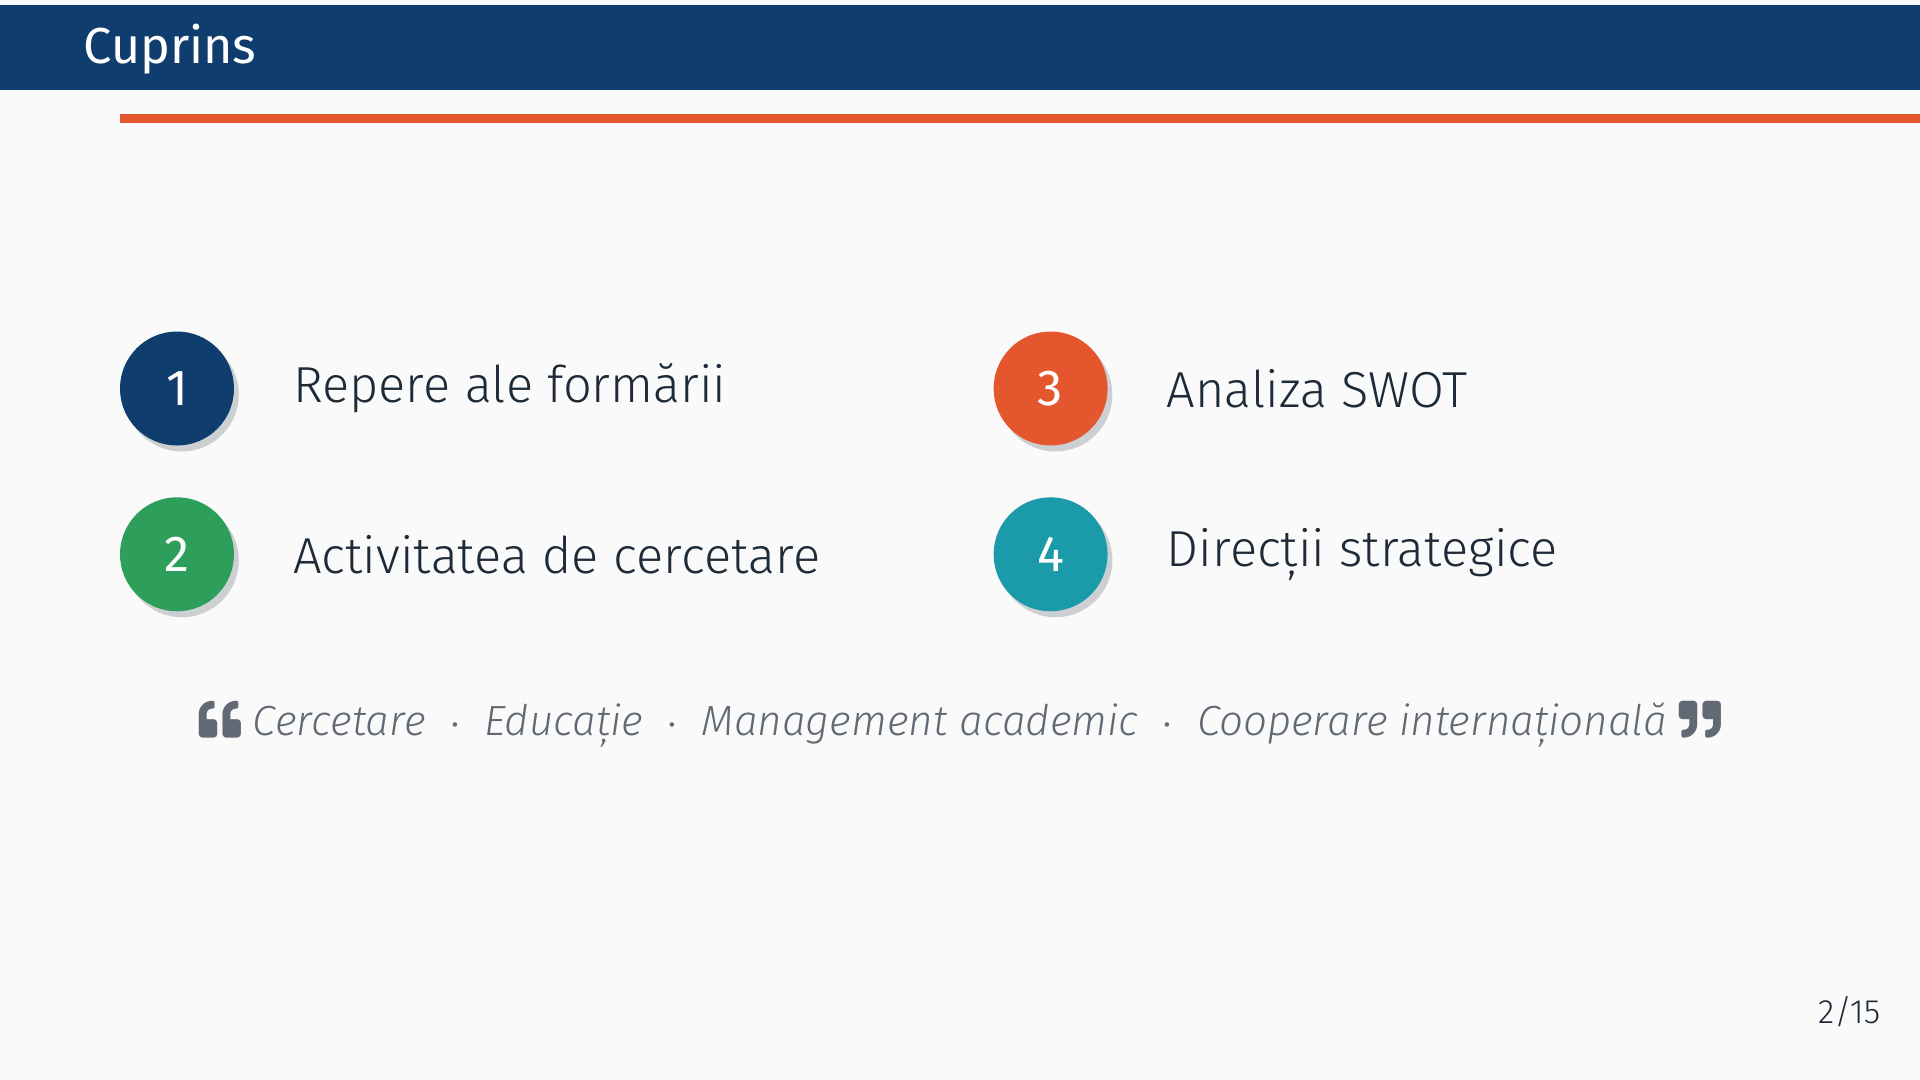 Cuprins
1 Repere ale formării
2 Activitatea de cercetare
3 Analiza SWOT
4 Direcții strategice
❝ Cercetare · Educație · Management academic · Cooperare internațională ❞
2/15